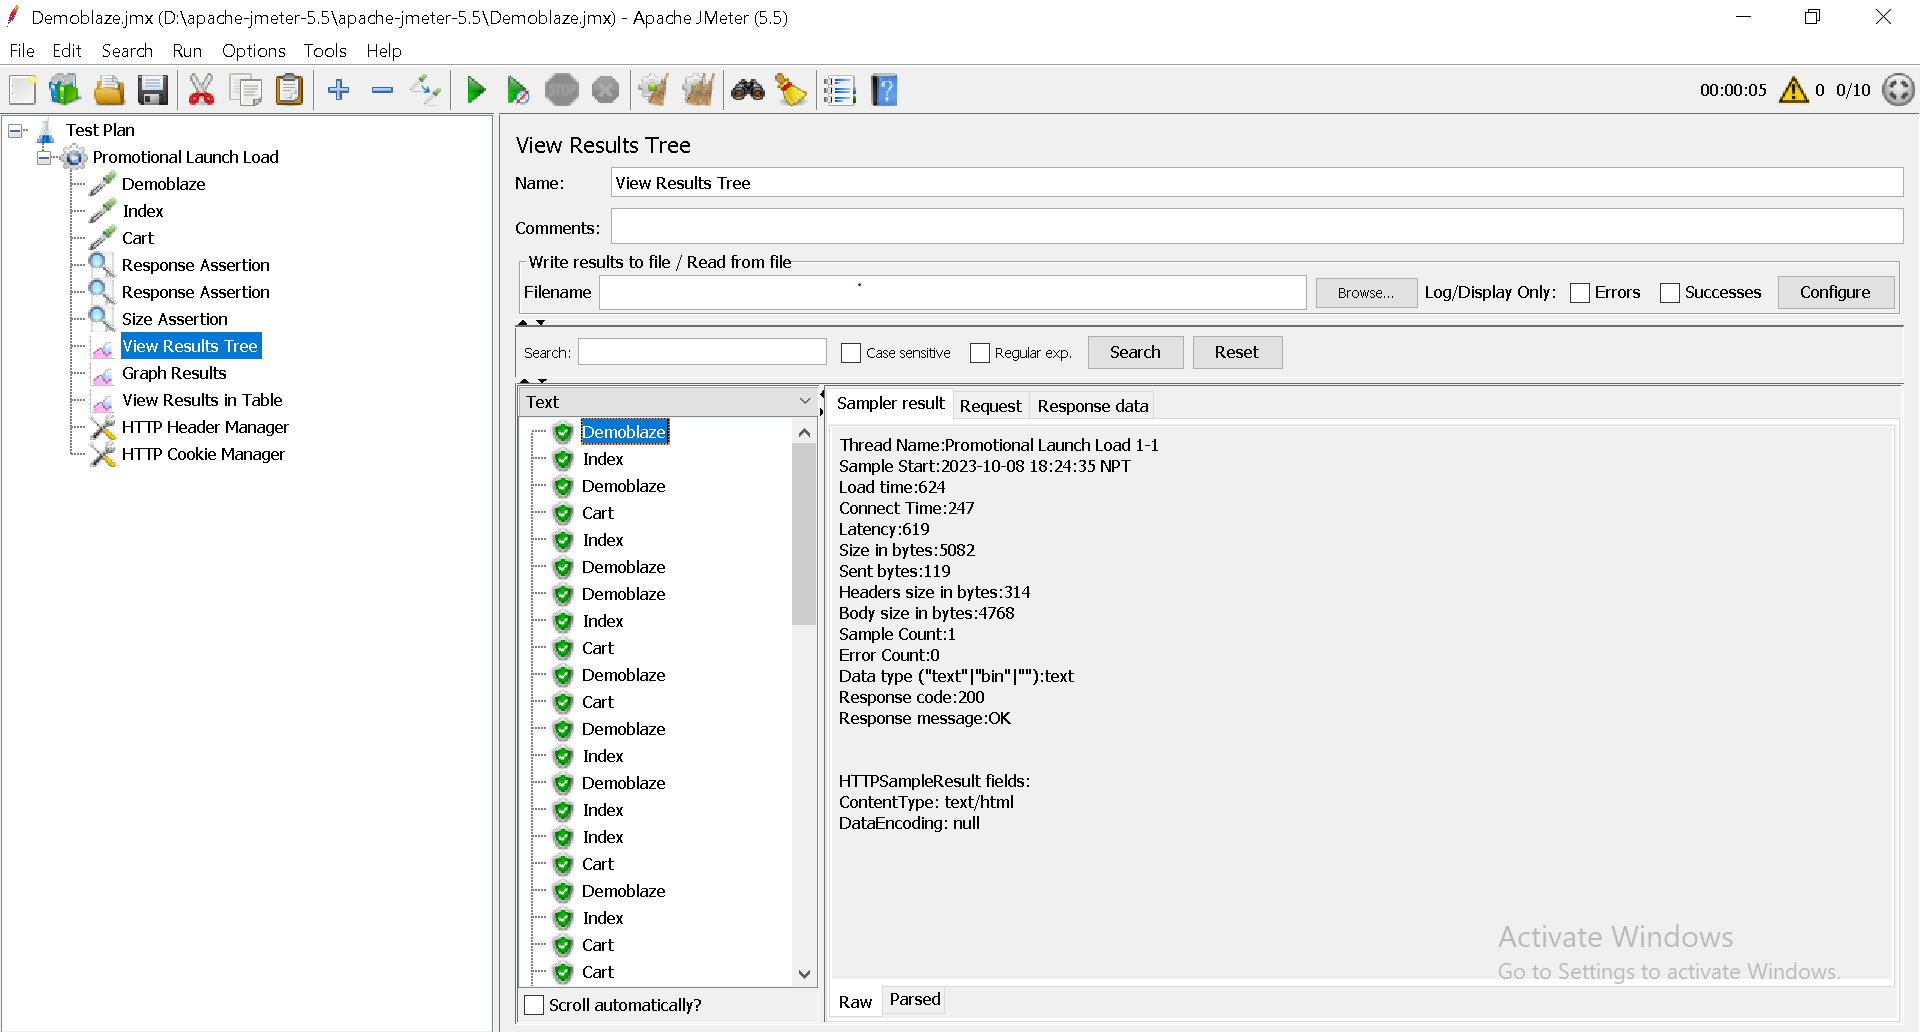 Demoblaze.jmx (D:\apache-jmeter-5.5\apache-jmeter-5.5\Demoblaze.jmx) - Apache JMeter (5.5)
File Edit Search Run Options Tools Help
STOP
00:00:05 0 0/10
Test Plan
Promotional Launch Load
Demoblaze
Index
Cart
Response Assertion
Response Assertion
Size Assertion
View Results Tree
Graph Results
View Results in Table
HTTP Header Manager
HTTP Cookie Manager
View Results Tree
Name: View Results Tree
Comments:
Write results to file / Read from file
Filename Browse... Log/Display Only: Errors Successes Configure
Search: Case sensitive Regular exp. Search Reset
Text
Demoblaze
Index
Demoblaze
Cart
Index
Demoblaze
Demoblaze
Index
Cart
Demoblaze
Cart
Demoblaze
Index
Demoblaze
Index
Index
Cart
Demoblaze
Index
Cart
Cart
Scroll automatically?
Sampler result Request Response data
Thread Name:Promotional Launch Load 1-1
Sample Start:2023-10-08 18:24:35 NPT
Load time:624
Connect Time:247
Latency:619
Size in bytes:5082
Sent bytes:119
Headers size in bytes:314
Body size in bytes:4768
Sample Count:1
Error Count:0
Data type ("text"|"bin"|""):text
Response code:200
Response message:OK
HTTPSampleResult fields:
ContentType: text/html
DataEncoding: null
Raw Parsed
Activate Windows
Go to Settings to activate Windows.